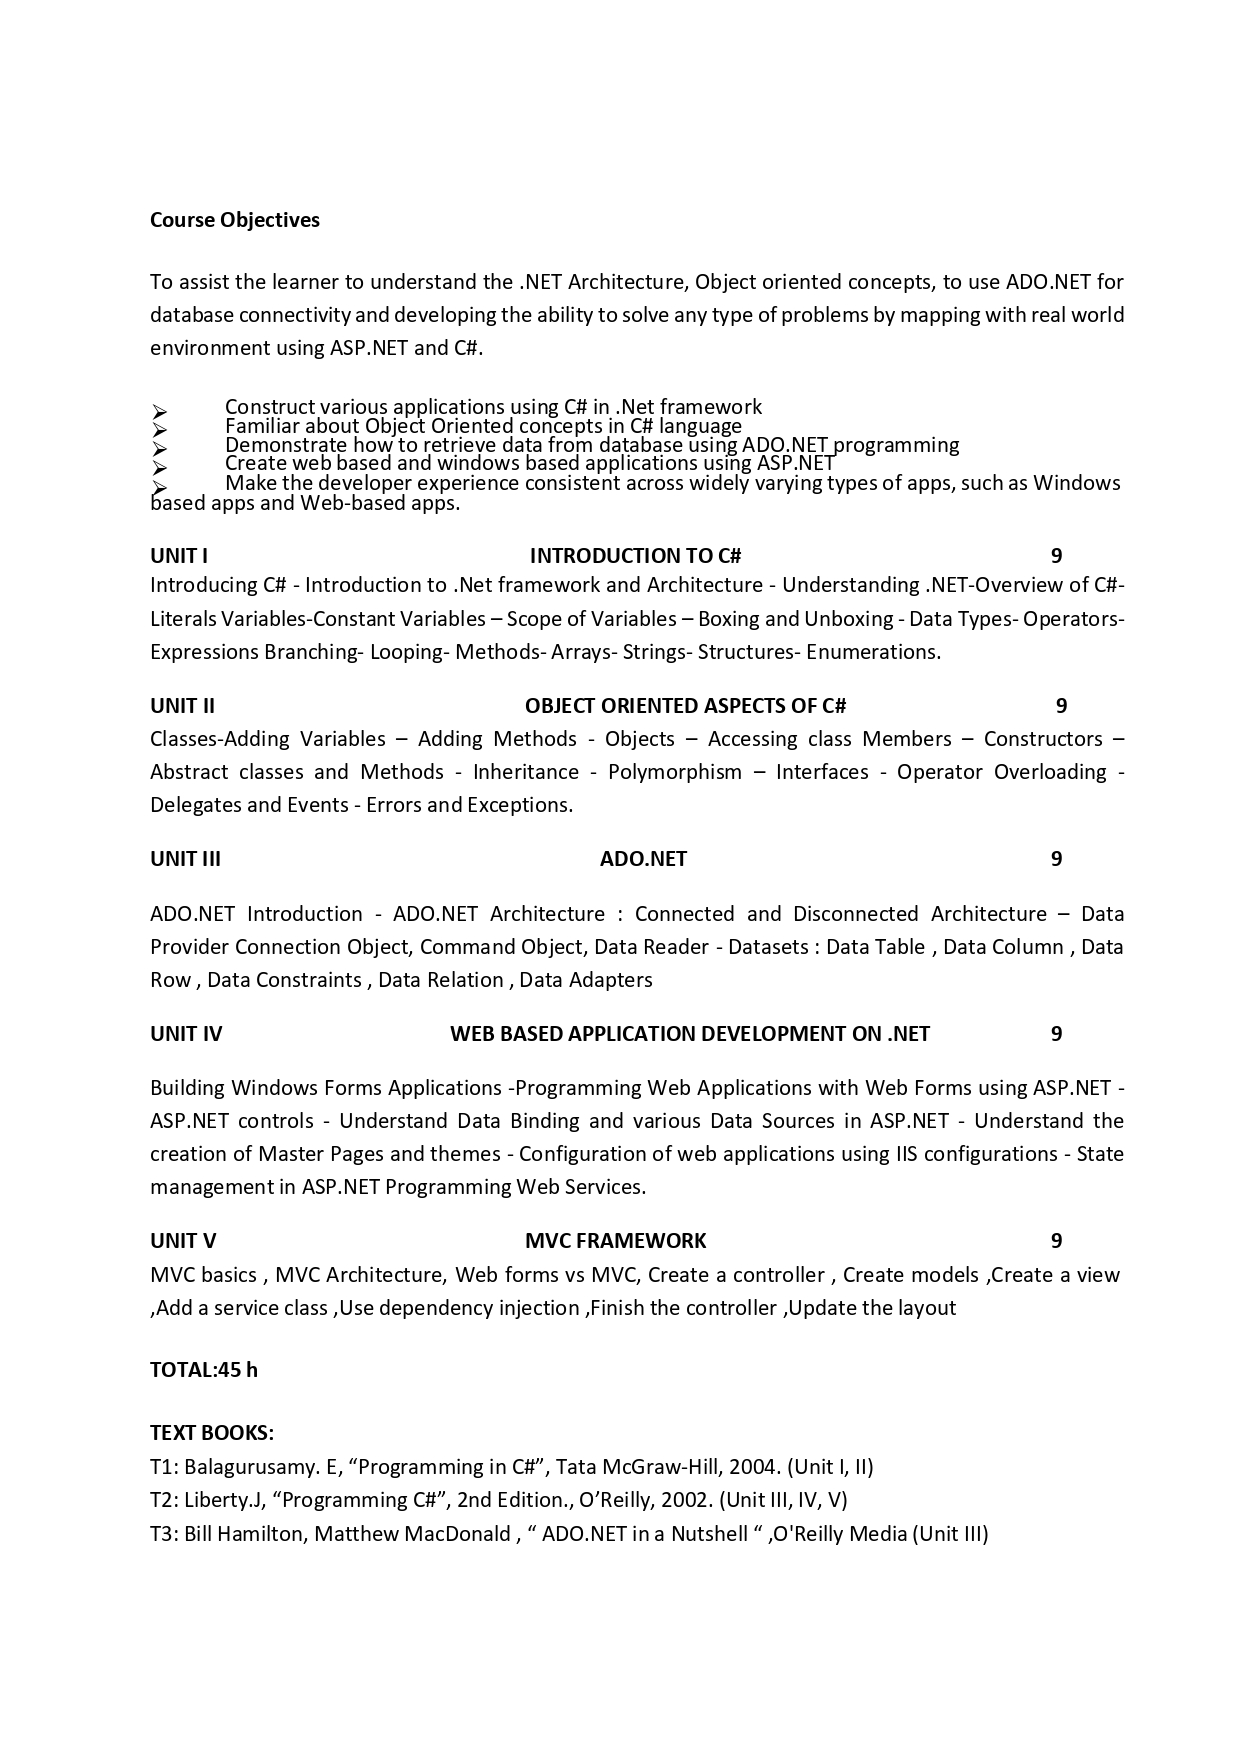 Course Objectives
To assist the learner to understand the .NET Architecture, Object oriented concepts, to use ADO.NET for
database connectivity and developing the ability to solve any type of problems by mapping with real world
environment using ASP.NET and C#.
➢ Construct various applications using C# in .Net framework
➢ Familiar about Object Oriented concepts in C# language
➢ Demonstrate how to retrieve data from database using ADO.NET programming
➢ Create web based and windows based applications using ASP.NET
➢ Make the developer experience consistent across widely varying types of apps, such as Windows
based apps and Web-based apps.
UNIT I INTRODUCTION TO C# 9
Introducing C# - Introduction to .Net framework and Architecture - Understanding .NET-Overview of C#-
Literals Variables-Constant Variables – Scope of Variables – Boxing and Unboxing - Data Types- Operators-
Expressions Branching- Looping- Methods- Arrays- Strings- Structures- Enumerations.
UNIT II OBJECT ORIENTED ASPECTS OF C# 9
Classes-Adding Variables – Adding Methods - Objects – Accessing class Members – Constructors –
Abstract classes and Methods - Inheritance - Polymorphism – Interfaces - Operator Overloading -
Delegates and Events - Errors and Exceptions.
UNIT III ADO.NET 9
ADO.NET Introduction - ADO.NET Architecture : Connected and Disconnected Architecture – Data
Provider Connection Object, Command Object, Data Reader - Datasets : Data Table , Data Column , Data
Row , Data Constraints , Data Relation , Data Adapters
UNIT IV WEB BASED APPLICATION DEVELOPMENT ON .NET 9
Building Windows Forms Applications -Programming Web Applications with Web Forms using ASP.NET -
ASP.NET controls - Understand Data Binding and various Data Sources in ASP.NET - Understand the
creation of Master Pages and themes - Configuration of web applications using IIS configurations - State
management in ASP.NET Programming Web Services.
UNIT V MVC FRAMEWORK 9
MVC basics , MVC Architecture, Web forms vs MVC, Create a controller , Create models ,Create a view
,Add a service class ,Use dependency injection ,Finish the controller ,Update the layout
TOTAL:45 h
TEXT BOOKS:
T1: Balagurusamy. E, “Programming in C#”, Tata McGraw-Hill, 2004. (Unit I, II)
T2: Liberty.J, “Programming C#”, 2nd Edition., O’Reilly, 2002. (Unit III, IV, V)
T3: Bill Hamilton, Matthew MacDonald , “ ADO.NET in a Nutshell “ ,O'Reilly Media (Unit III)